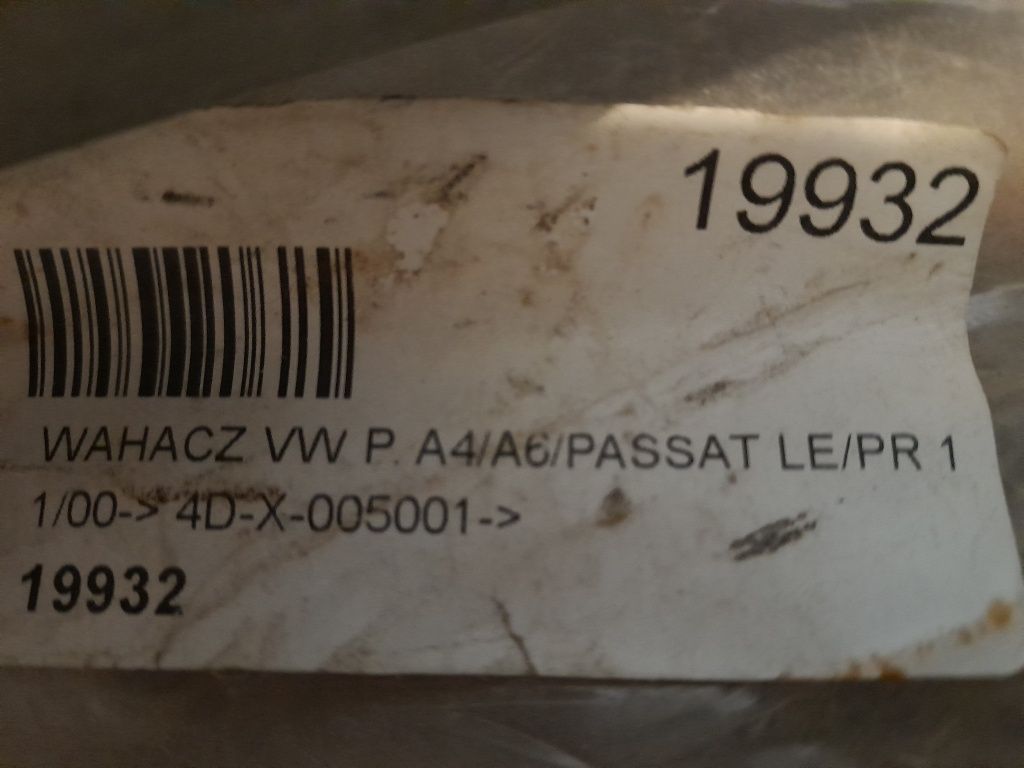 19932
WAHACZ VW P. A4/A6/PASSAT LE/PR 1
1/00-> 4D-X-005001->
19932